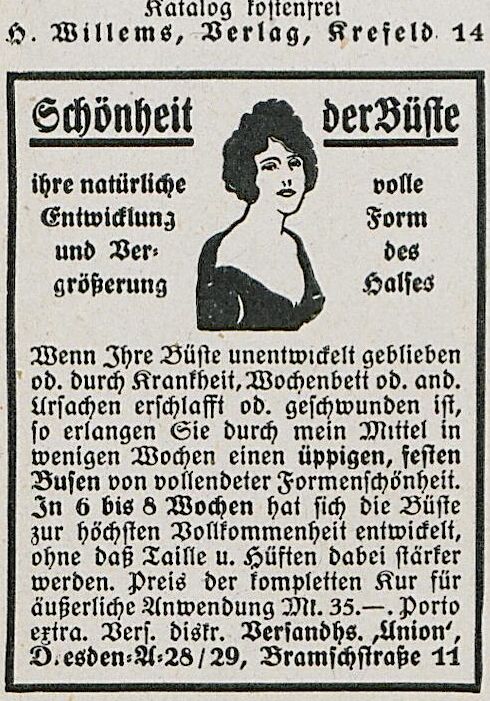 Katalog kostenfrei
H. Willems, Verlag, Krefeld 14
Schönheit der Büste
ihre natürliche
Entwicklung
und Ver-
größerung
volle
Form
des
Halses
Wenn Ihre Büste unentwickelt geblieben
od. durch Krankheit, Wochenbett od. and.
Ursachen erschlafft od. geschwunden ist,
so erlangen Sie durch mein Mittel in
wenigen Wochen einen üppigen, festen
Busen von vollendeter Formenschönheit.
In 6 bis 8 Wochen hat sich die Büste
zur höchsten Vollkommenheit entwickelt,
ohne daß Taille u. Hüften dabei stärker
werden. Preis der kompletten Kur für
äußerliche Anwendung Mk. 35.—. Porto
extra. Vers. diskr. Versandhs. ‚Union‘,
Dresden-A-28/29, Bramschstraße 11